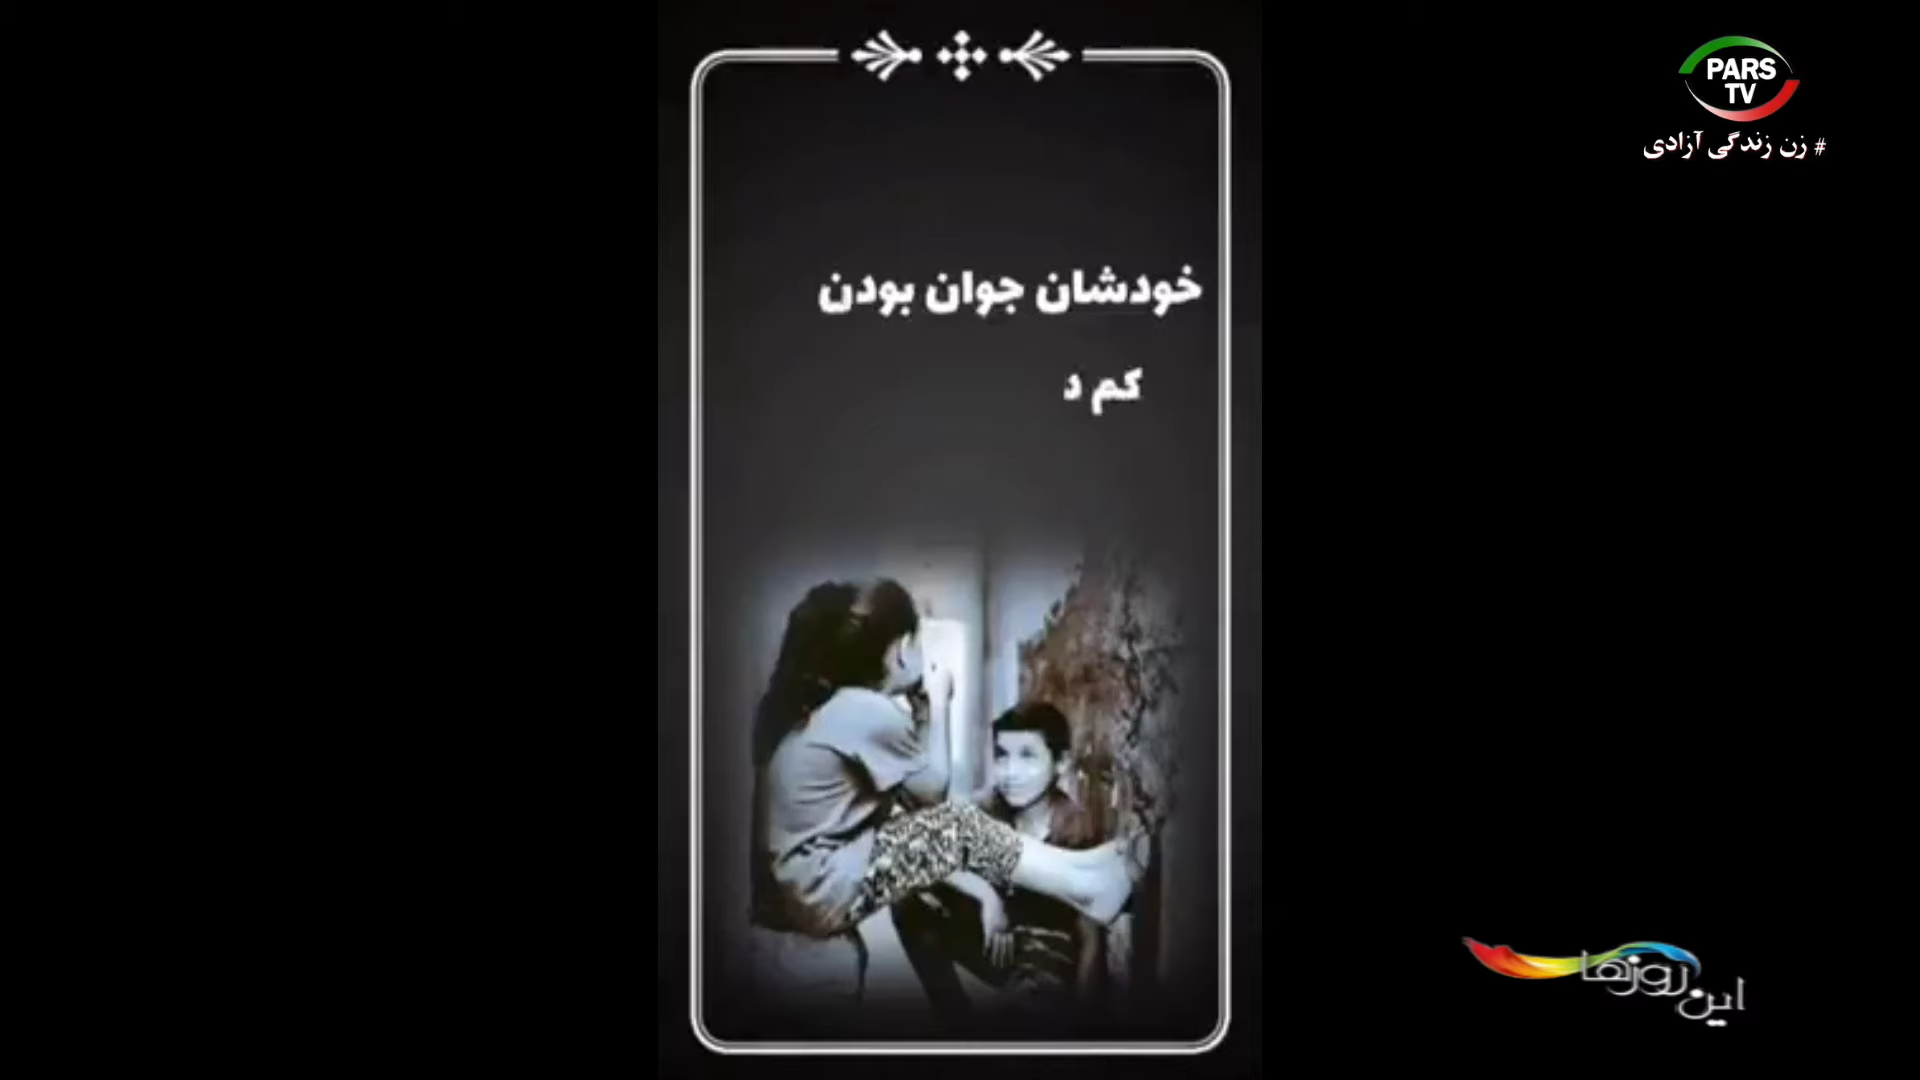 PARS
TV
# زن زندگی آزادی
خودشان جوان بودن
کم د
این روزها